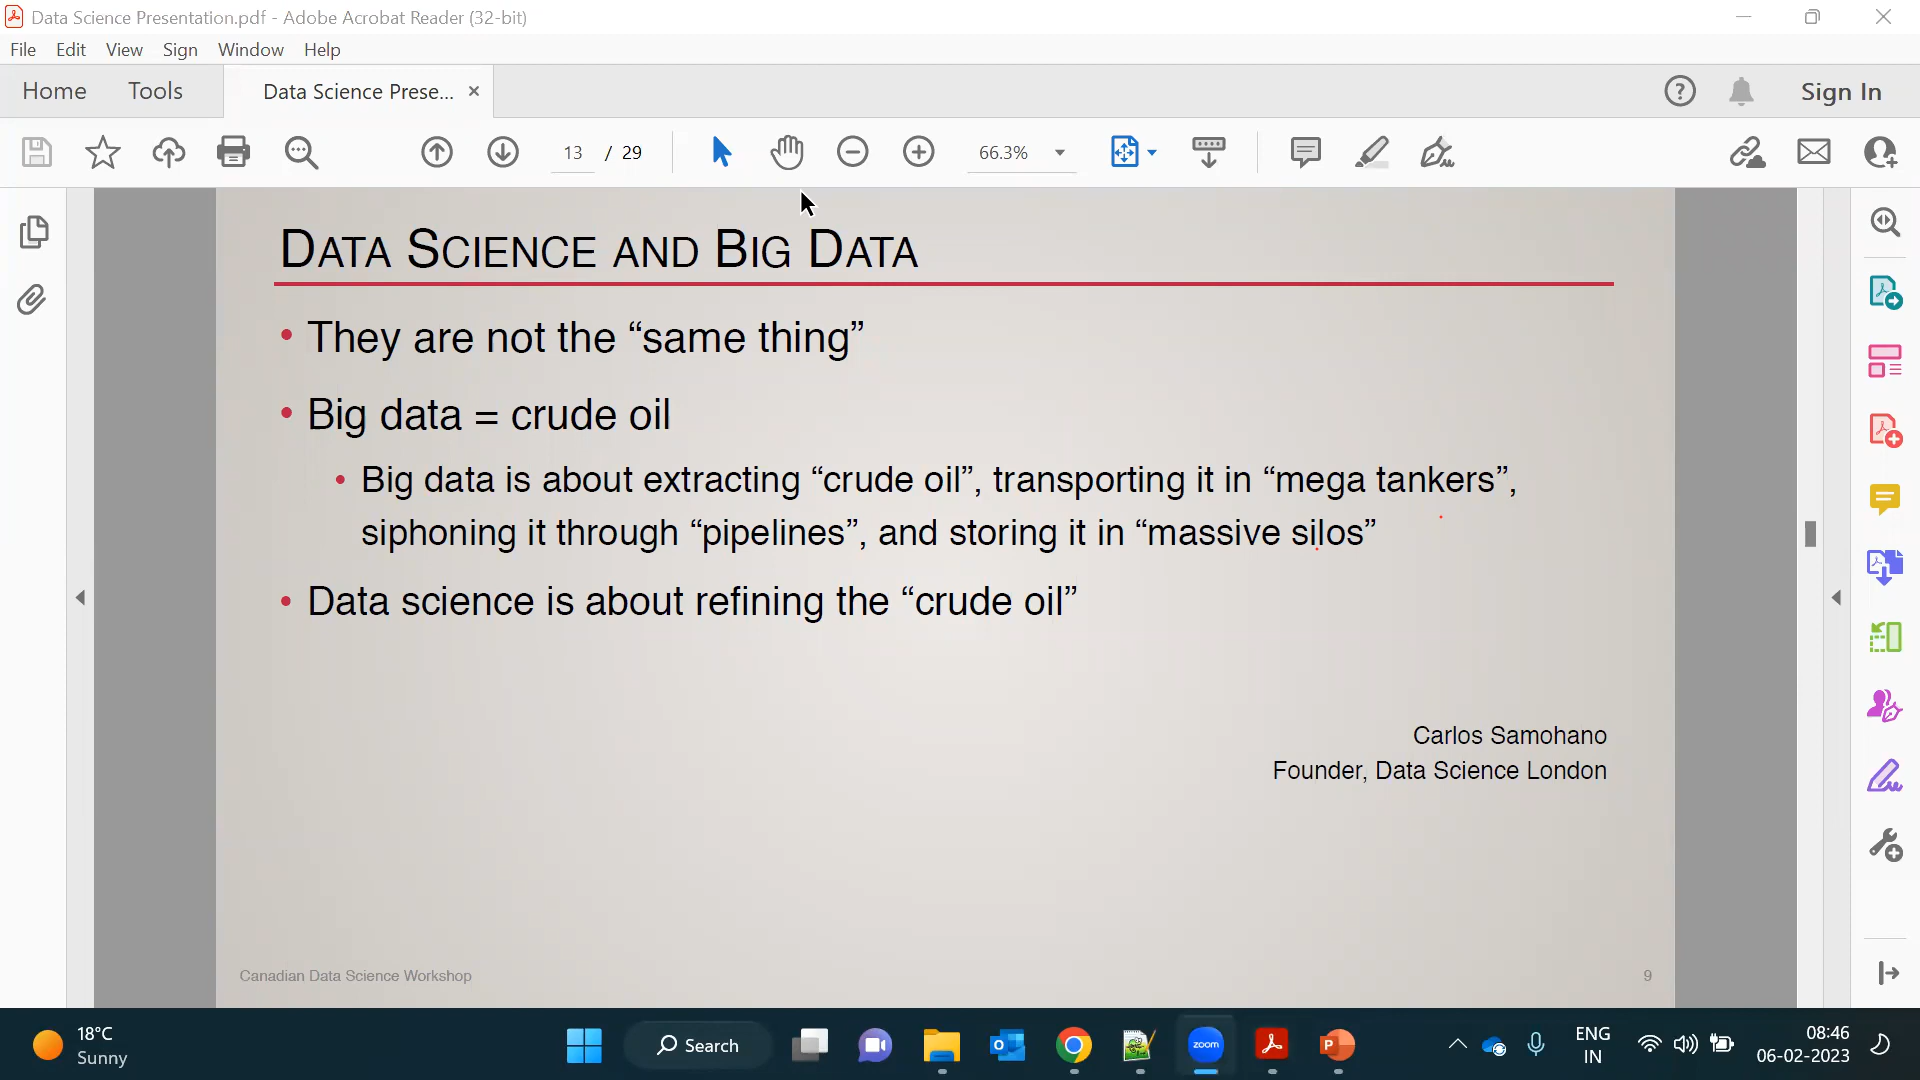 Data Science Presentation.pdf - Adobe Acrobat Reader (32-bit)
File Edit View Sign Window Help
Home Tools Data Science Prese... × Sign In
13 / 29 66.3%
DATA SCIENCE AND BIG DATA
• They are not the “same thing”
• Big data = crude oil
• Big data is about extracting “crude oil”, transporting it in “mega tankers”,
siphoning it through “pipelines”, and storing it in “massive silos”
• Data science is about refining the “crude oil”
Carlos Samohano
Founder, Data Science London
Canadian Data Science Workshop 9
18°C
Sunny
Search
zoom
ENG
IN
08:46
06-02-2023